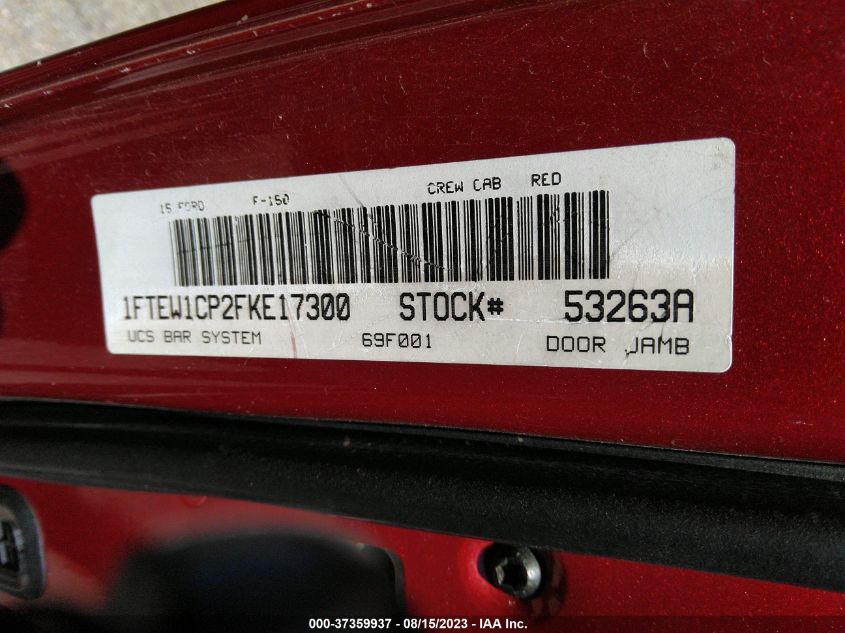 15 FORD F-150 CREW CAB RED
1FTEW1CP2FKE17300 STOCK# 53263A
UCS BAR SYSTEM 69F001 DOOR JAMB
000-37359937 - 08/15/2023 - IAA Inc.